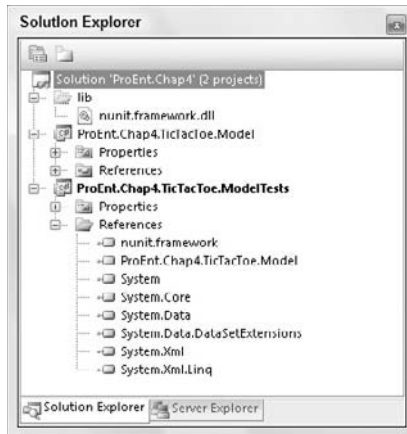 Solution Explorer
Solution 'ProEnt.Chap4' (2 projects)
lib
nunit.framework.dll
ProEnt.Chap4.TicTacToe.Model
Properties
References
ProEnt.Chap4.TicTacToe.ModelTests
Properties
References
nunit.framework
ProEnt.Chap4.TicTacToe.Model
System
System.Core
System.Data
System.Data.DataSetExtensions
System.Xml
System.Xml.Linq
Solution Explorer Server Explorer